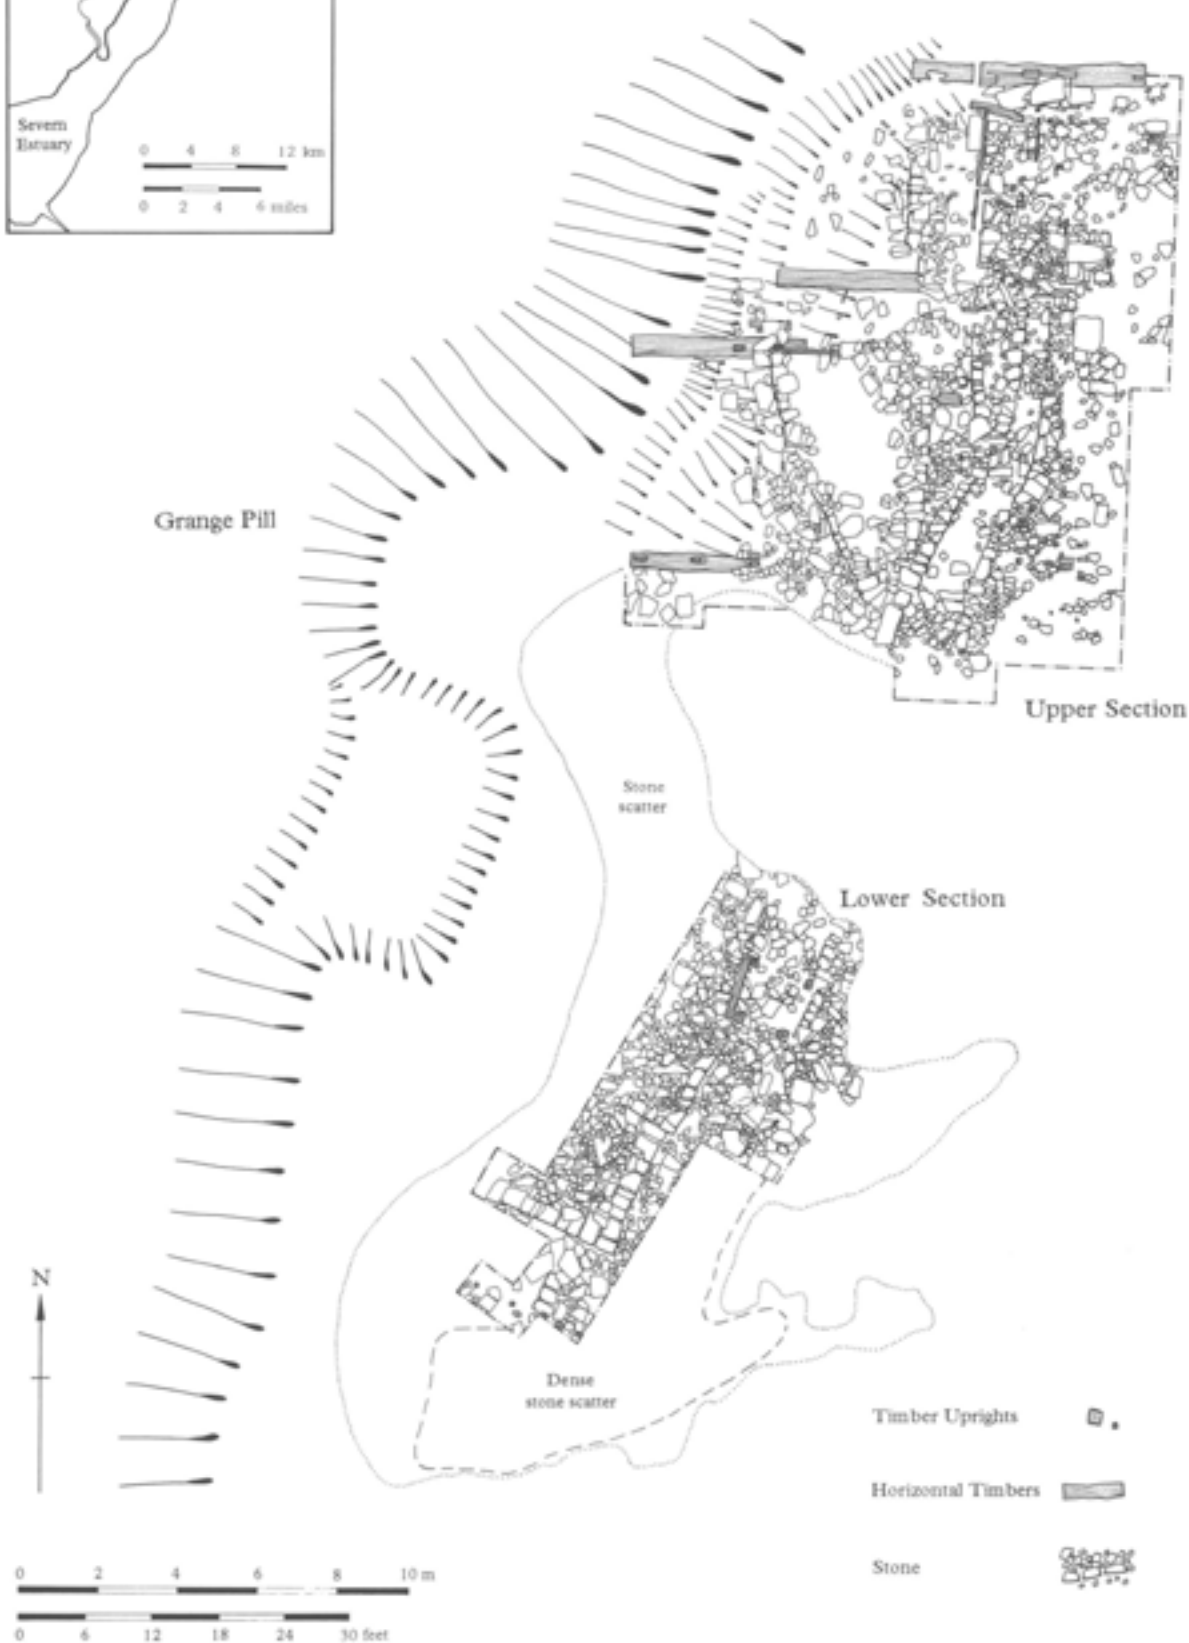 Severn
Estuary
0 4 8 12 km
0 2 4 6 miles
Grange Pill
Upper Section
Stone
scatter
Lower Section
N
Dense
stone scatter
Timber Uprights
Horizontal Timbers
Stone
0 2 4 6 8 10 m
0 6 12 18 24 30 feet